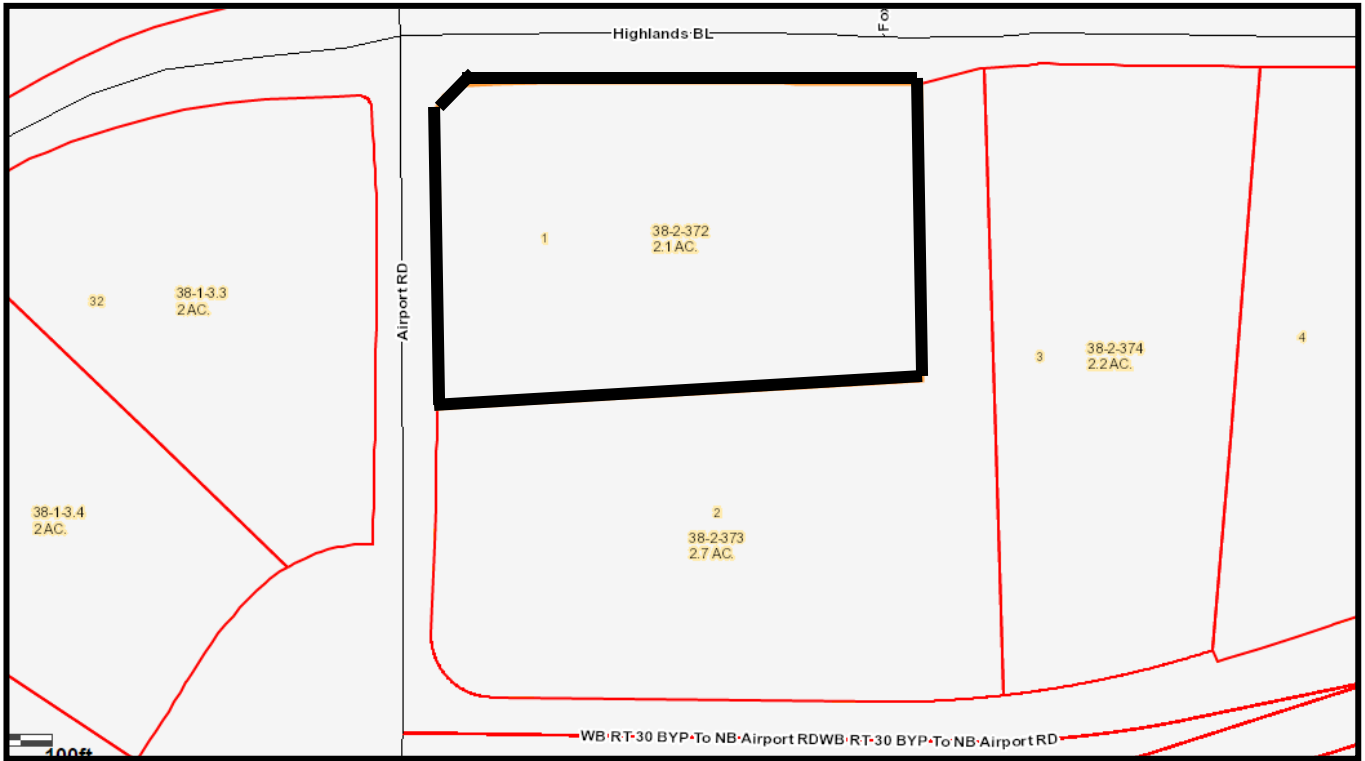 Highlands BL
Fo
1
38-2-372
2.1 AC.
Airport RD
32
38-1-3.3
2 AC.
4
3
38-2-374
2.2 AC.
38-1-3.4
2 AC.
2
38-2-373
2.7 AC.
WB RT-30 BYP To NB Airport RDWB RT-30 BYP To NB Airport RD
100ft